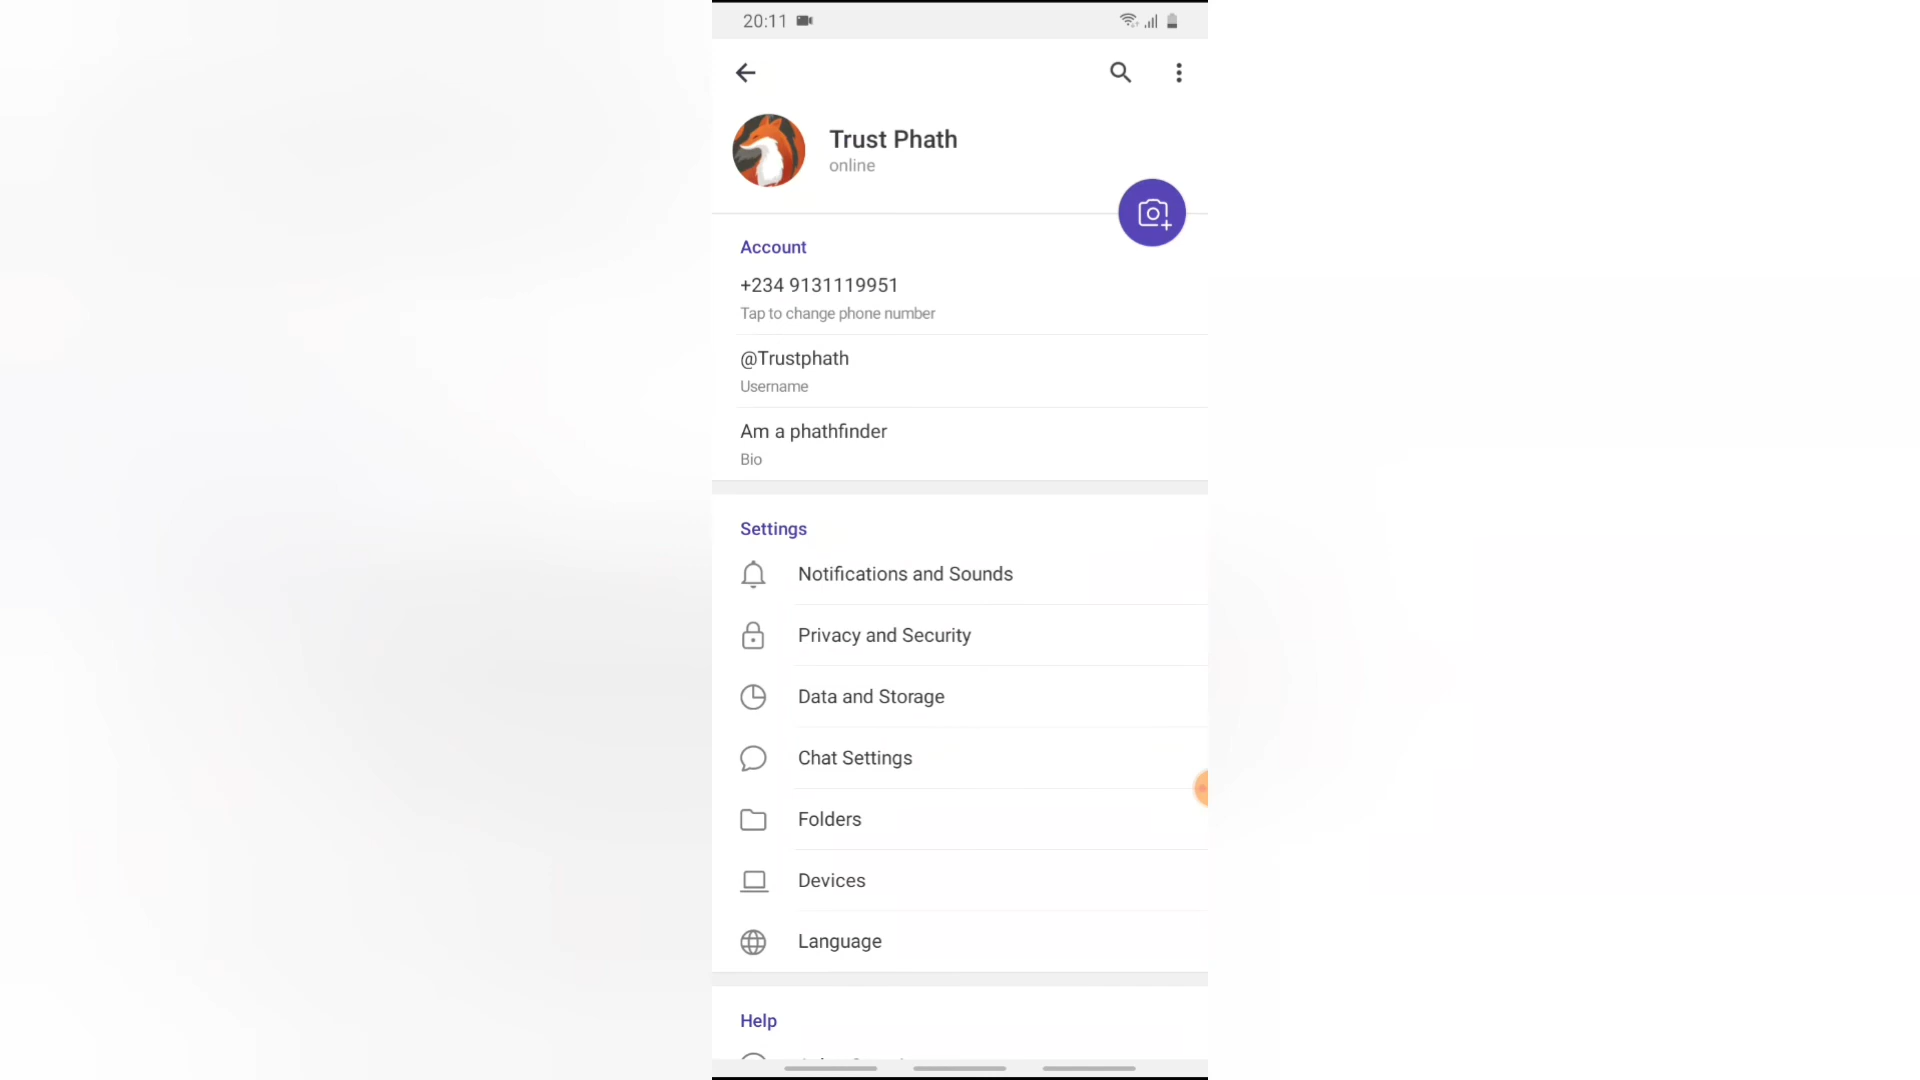 20:11
Trust Phath
online
Account
+234 9131119951
Tap to change phone number
@Trustphath
Username
Am a phathfinder
Bio
Settings
Notifications and Sounds
Privacy and Security
Data and Storage
Chat Settings
Folders
Devices
Language
Help